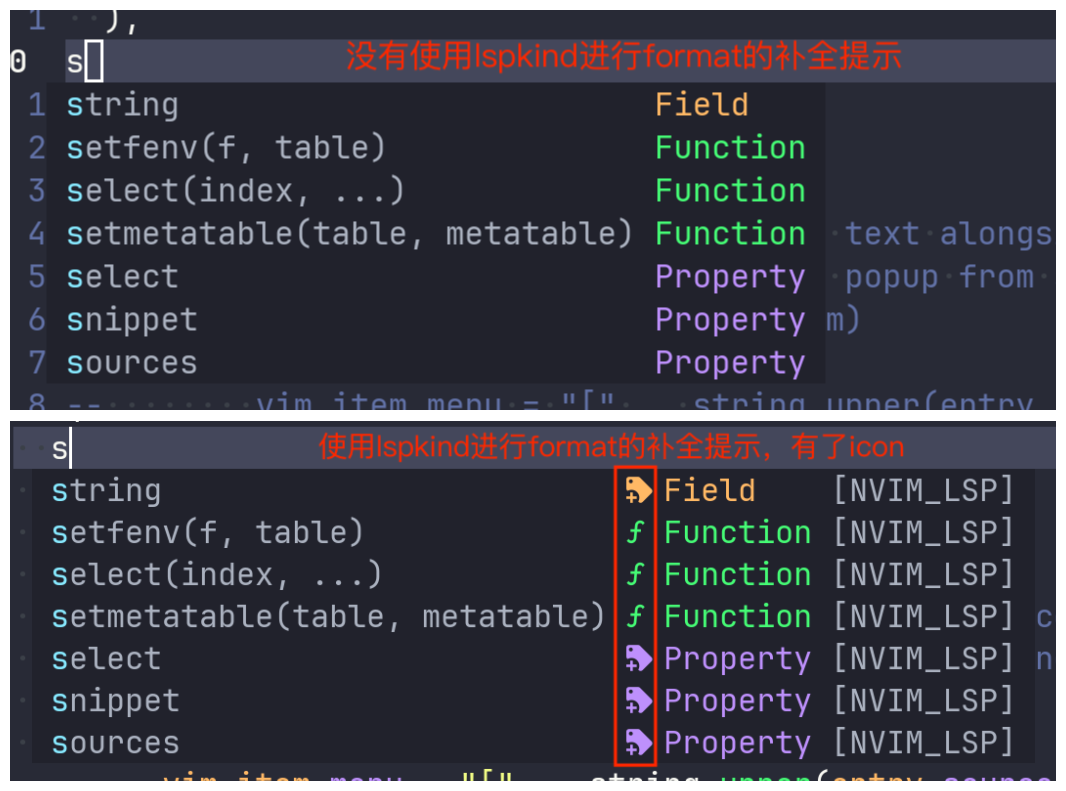 1 ··),
0 s 没有使用lspkind进行format的补全提示
1 string Field
2 setfenv(f, table) Function
3 select(index, ...) Function
4 setmetatable(table, metatable) Function · text·alongs
5 select Property · popup·from·
6 snippet Property m)
7 sources Property
8 --········vim_item.menu·=·"["·..string.upper(entry
s 使用lspkind进行format的补全提示，有了icon
string Field [NVIM_LSP]
setfenv(f, table) Function [NVIM_LSP]
select(index, ...) Function [NVIM_LSP]
setmetatable(table, metatable) Function [NVIM_LSP] c
select Property [NVIM_LSP] n
snippet Property [NVIM_LSP]
sources Property [NVIM_LSP]
vim_item.menu = "[" .. string.upper(entry.source